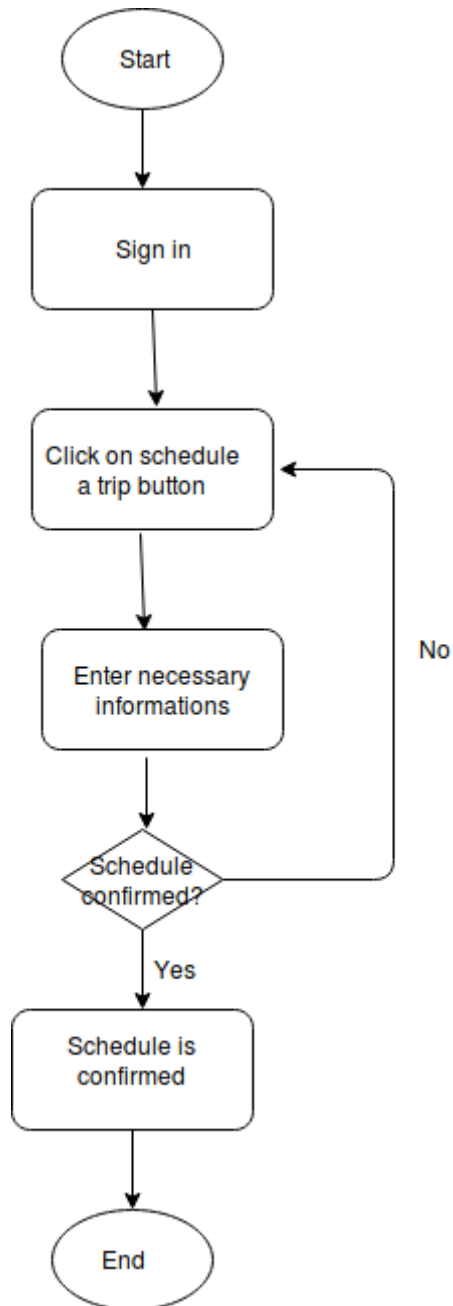 Start
Sign in
Click on schedule
a trip button
No
Enter necessary
informations
Schedule
confirmed?
Yes
Schedule is
confirmed
End